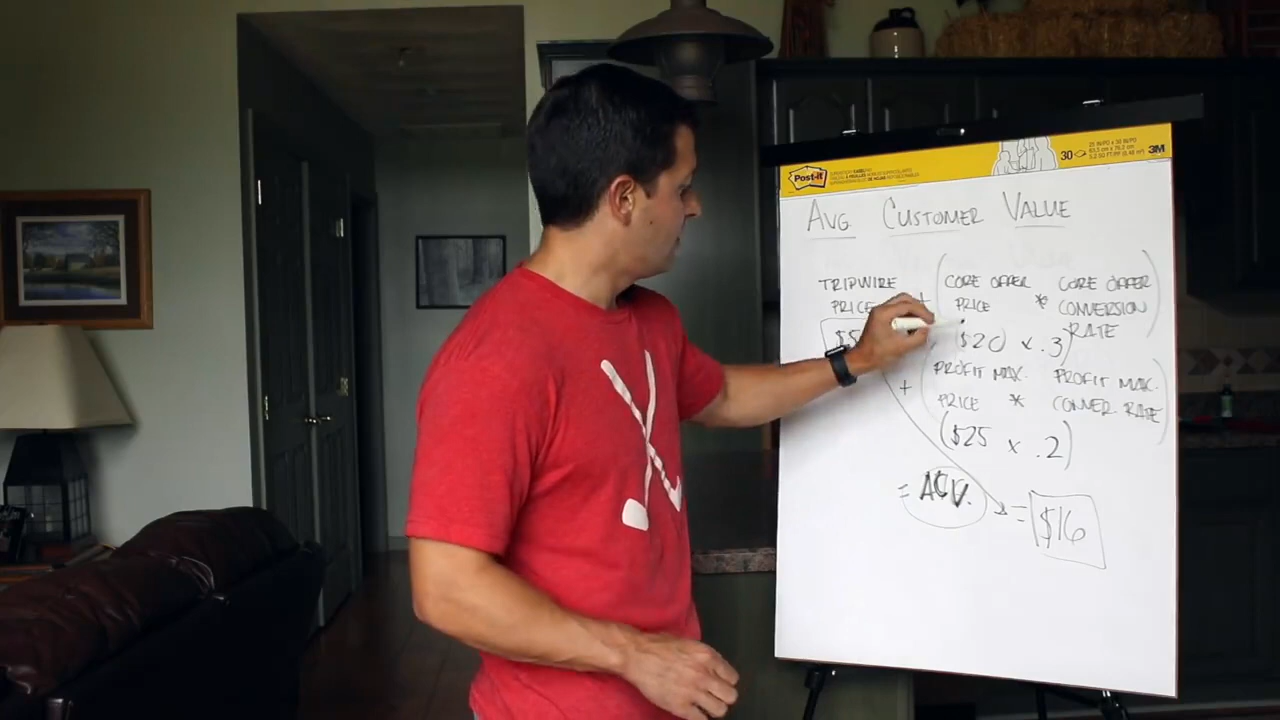 Post-it
30
3M
AVG. CUSTOMER VALUE
TRIPWIRE PRICE + (CORE OFFER PRICE * CORE OFFER CONVERSION RATE)
$5 ($20 x .3)
+ (PROFIT MAX. PRICE * PROFIT MAX. CONVER. RATE)
($25 x .2)
= ACV. = $16